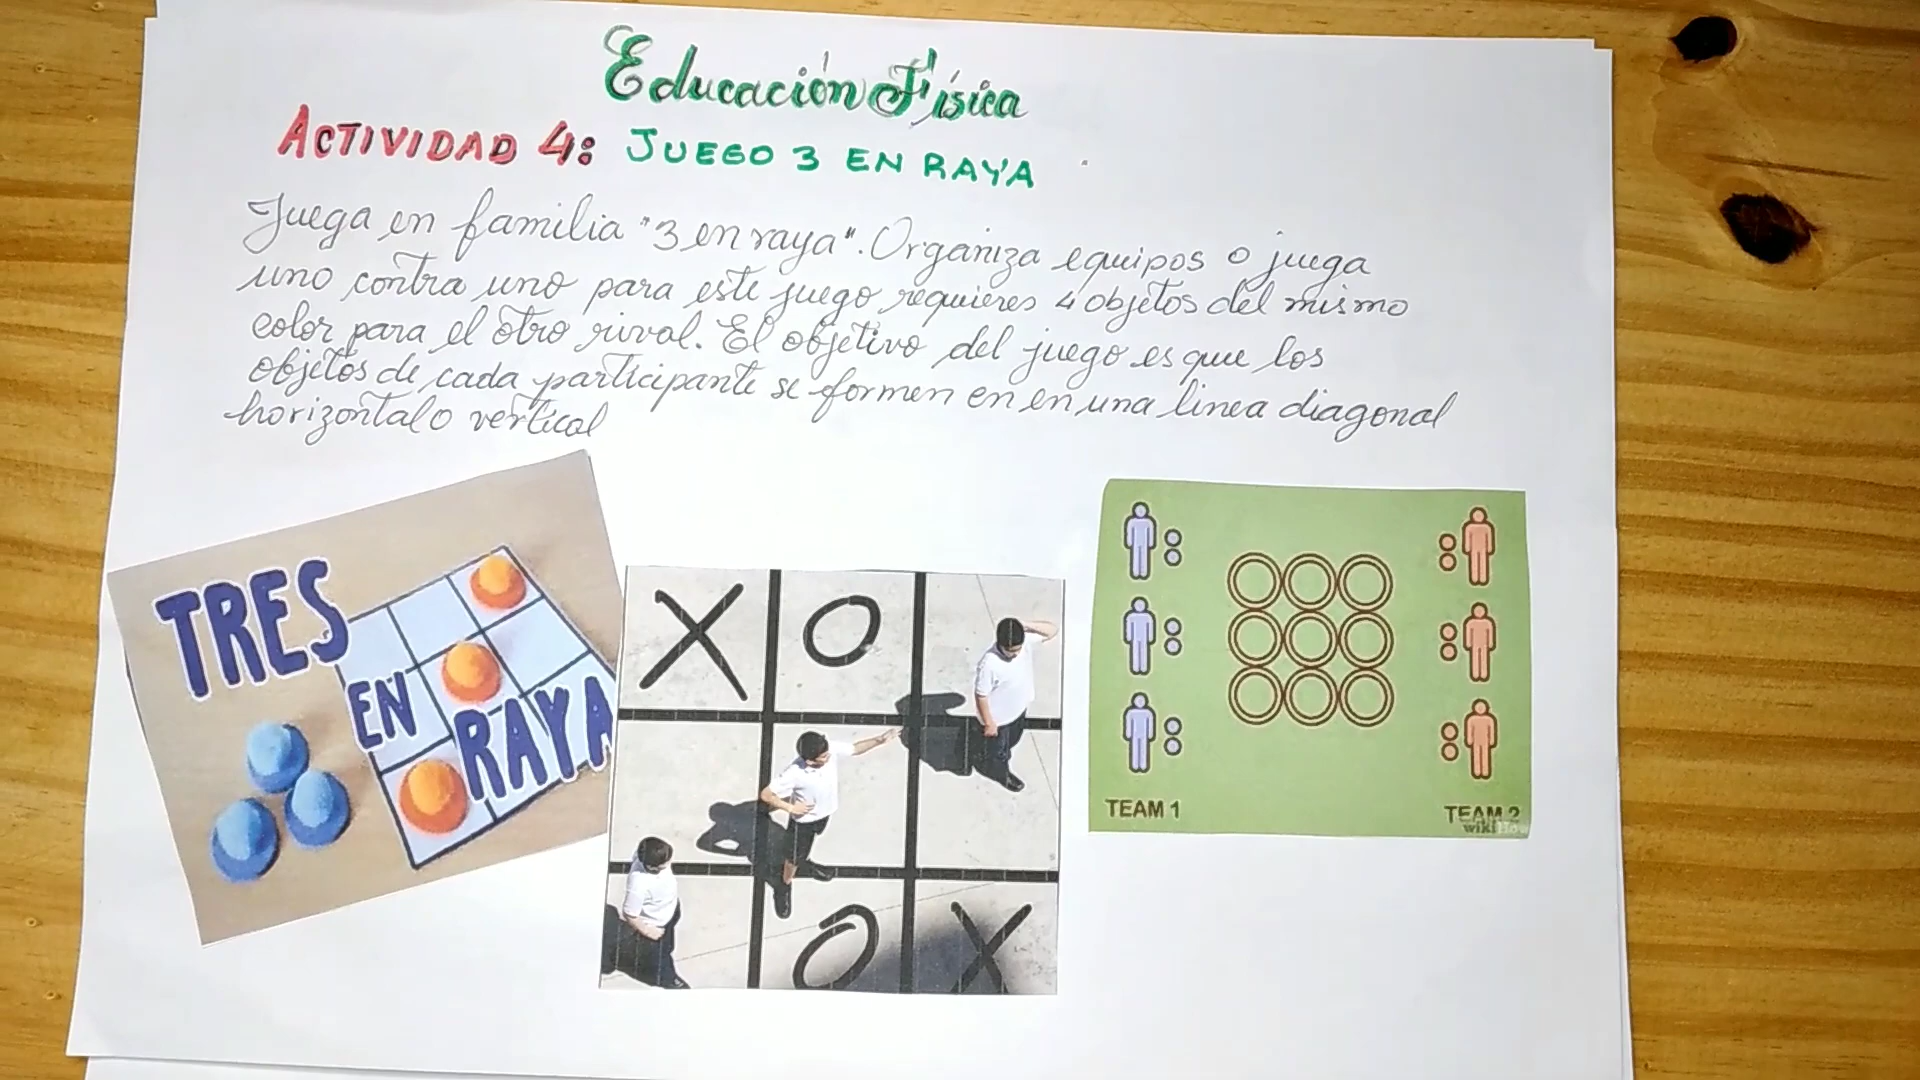 Educación Física
ACTIVIDAD 4: JUEGO 3 EN RAYA
Juega en familia "3 en raya". Organiza equipos o juega
uno contra uno para este juego requieres 4 objetos del mismo
color para el otro rival. El objetivo del juego es que los
objetos de cada participante se formen en en una linea diagonal
horizontal o vertical
TRES
EN
RAYA
X O
O X
TEAM 1
TEAM 2
wikiHow